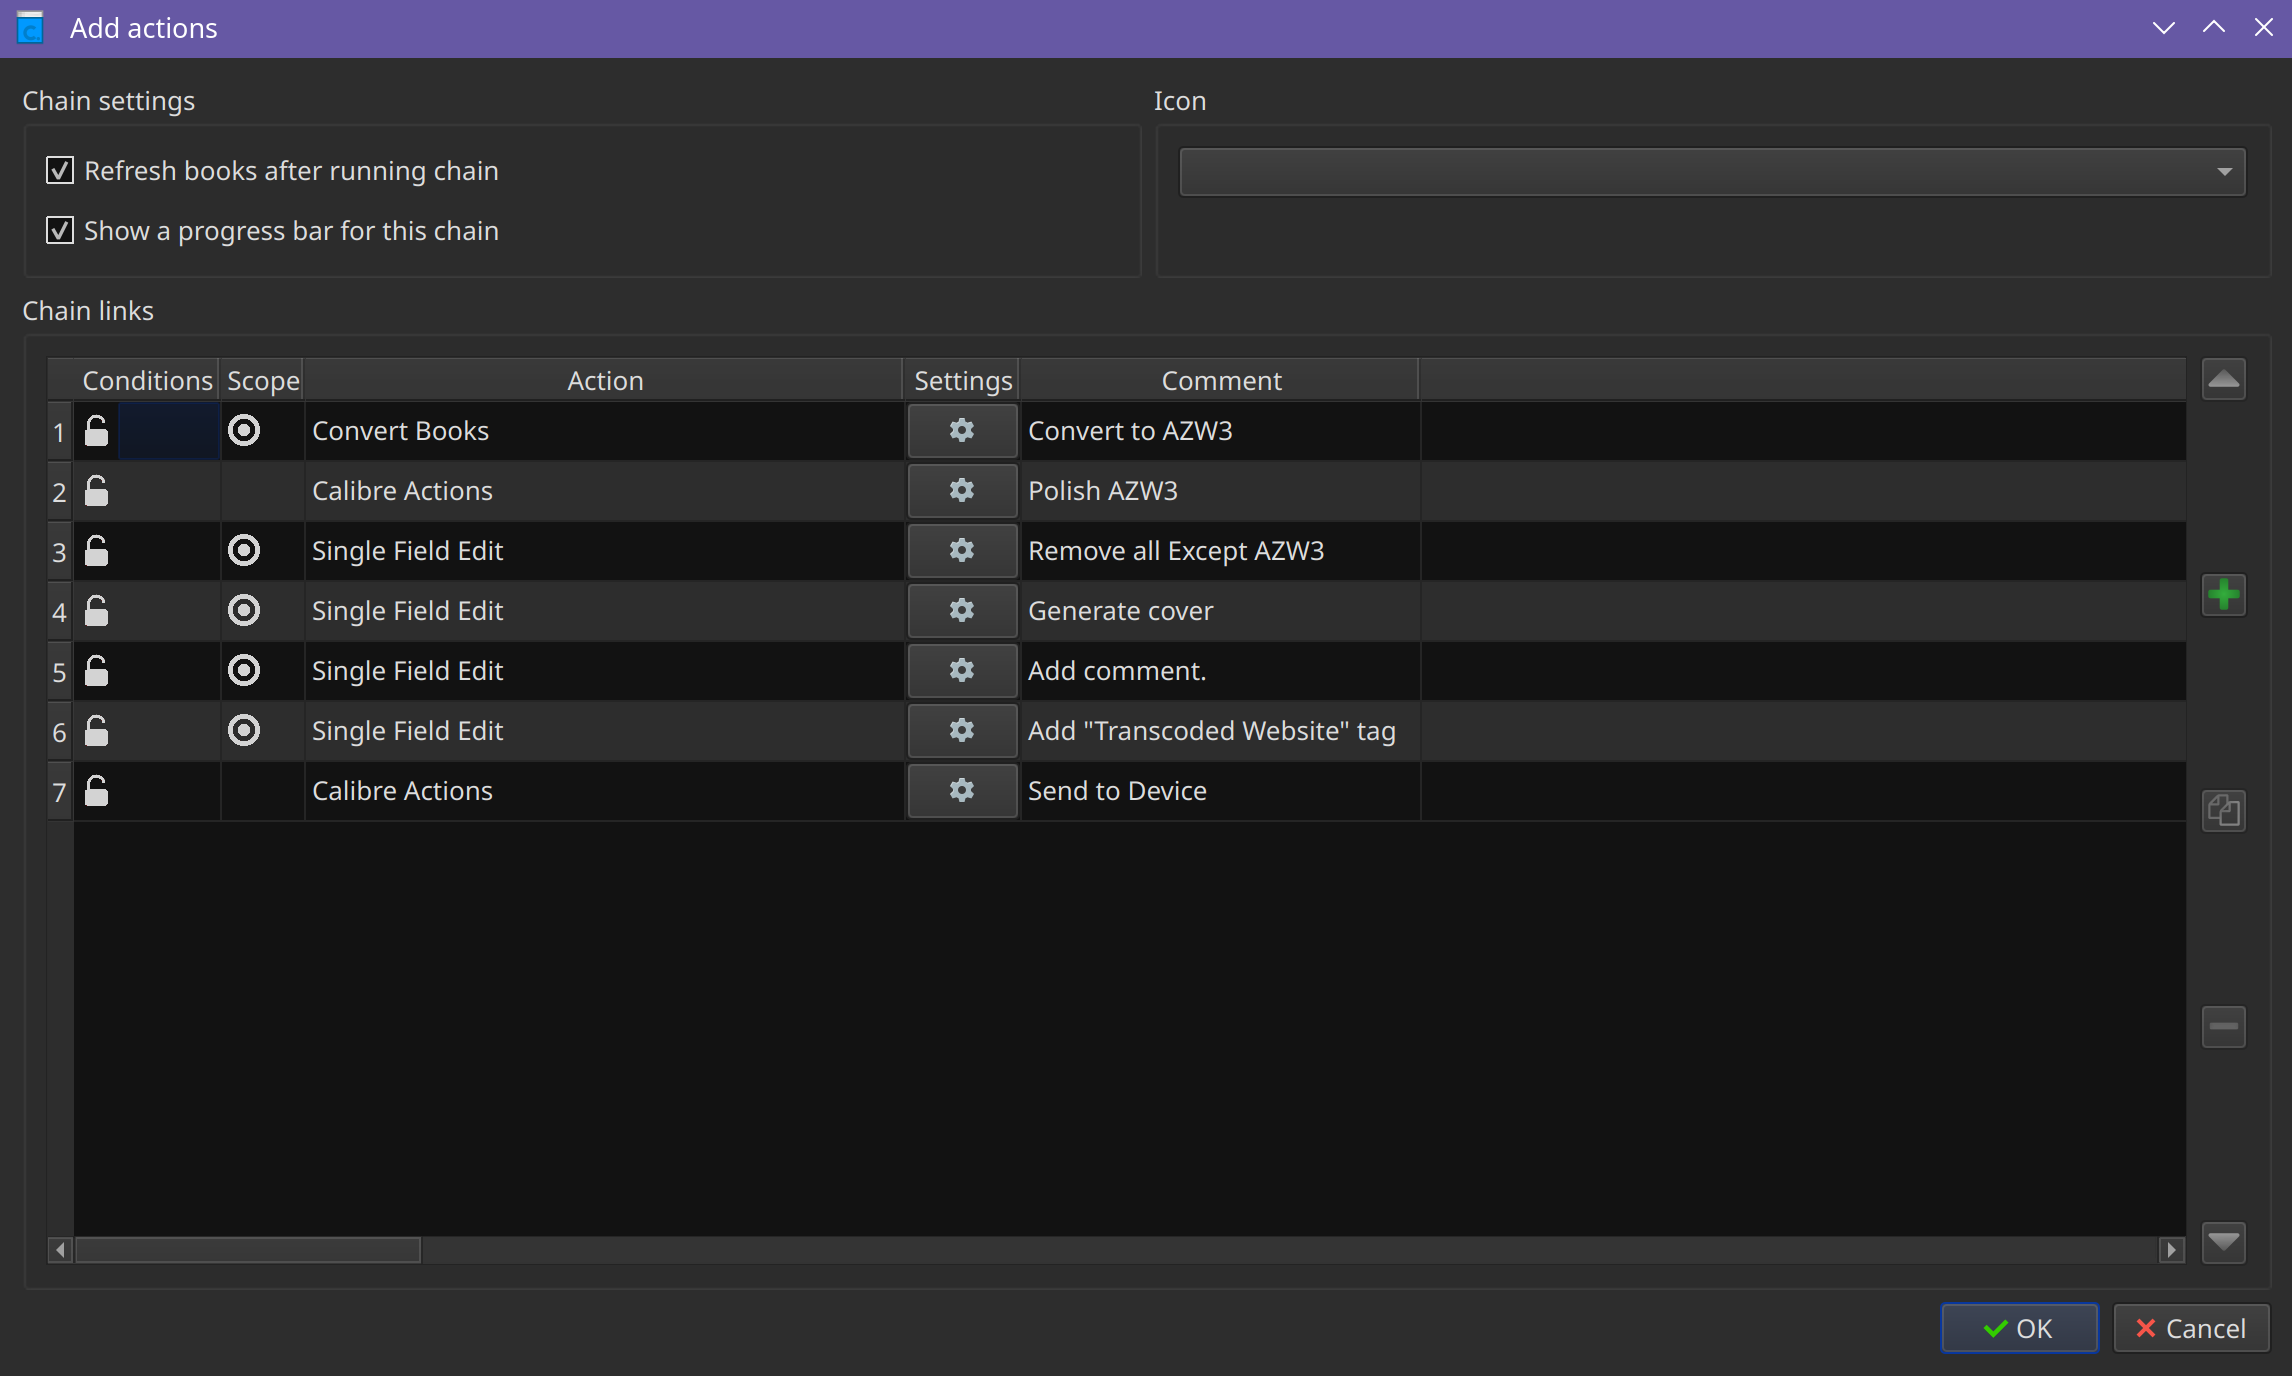 Add actions
Chain settings
Icon
Refresh books after running chain
Show a progress bar for this chain
Chain links
Conditions Scope Action Settings Comment
1 Convert Books Convert to AZW3
2 Calibre Actions Polish AZW3
3 Single Field Edit Remove all Except AZW3
4 Single Field Edit Generate cover
5 Single Field Edit Add comment.
6 Single Field Edit Add "Transcoded Website" tag
7 Calibre Actions Send to Device
OK Cancel